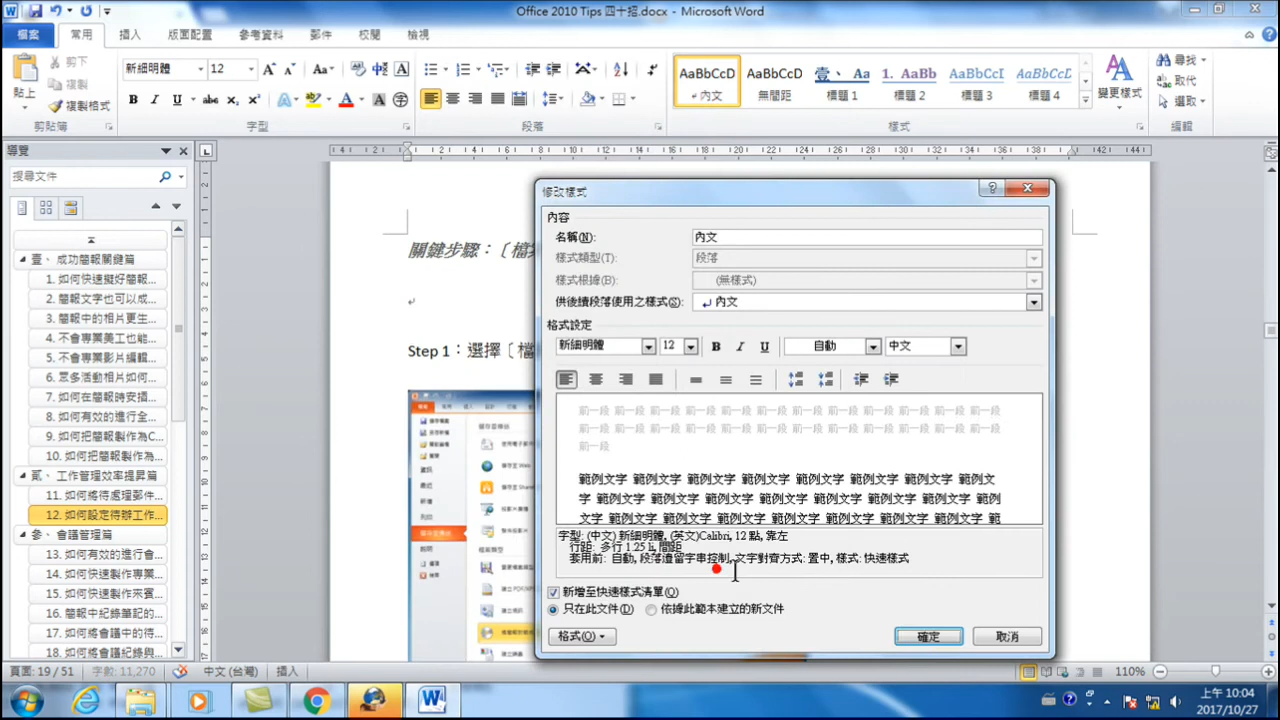 Office 2010 Tips 四十招.docx - Microsoft Word
檔案 常用 插入 版面配置 參考資料 郵件 校閱 檢視
貼上 剪下 複製 複製格式 剪貼簿
新細明體 12
字型 段落
AaBbCcD 內文
AaBbCcD 無間距
壹、 Aa 標題 1
1. AaBb 標題 2
AaBbCcI 標題 3
AaBbCcL 標題 4
變更樣式 樣式
尋找 取代 選取 編輯
導覽
搜尋文件
壹、 成功簡報關鍵篇
1. 如何快速擬好簡報...
2. 簡報文字也可以成...
3. 簡報中的相片更生...
4. 不會專業美工也能...
5. 不會專業影片編輯...
6. 眾多活動相片如何...
7. 如何在簡報時安插...
8. 如何有效的進行全...
9. 如何把簡報製作為C...
10. 如何把簡報製作為...
貳、 工作管理效率提昇篇
11. 如何將待處理郵件...
12. 如何設定待辦工作...
參、 會議管理篇
13. 如何有效的進行會...
14. 如何快速製作專業...
15. 如何快速製作來賓...
16. 簡報中紀錄筆記的...
17. 如何將會議中的待...
18. 如何將會議紀錄與...
關鍵步驟：〔檔案
Step 1：選擇〔檔
修改樣式
內容
名稱(N): 內文
樣式類型(T): 段落
樣式根據(B): (無樣式)
供後續段落使用之樣式(S): 內文
格式設定
新細明體 12 B I U 自動 中文
前一段 前一段 前一段 前一段 前一段 前一段 前一段 前一段 前一段 前一段 前一段 前一段
前一段 前一段 前一段 前一段 前一段 前一段 前一段 前一段 前一段 前一段 前一段 前一段
前一段
範例文字 範例文字 範例文字 範例文字 範例文字 範例文字 範例文字 範例文
字 範例文字 範例文字 範例文字 範例文字 範例文字 範例文字 範例文字 範例
文字 範例文字 範例文字 範例文字 範例文字 範例文字 範例文字 範例文字 範
字型: (中文) 新細明體, (英文)Calibri, 12 點, 靠左
行距: 多行 1.25 li, 間距
套用前: 自動, 段落遺留字串控制, 文字對齊方式: 置中, 樣式: 快速樣式
新增至快速樣式清單(Q)
只在此文件(D) 依據此範本建立的新文件
格式(O) 確定 取消
頁面: 19 / 51 字數: 11,270 中文 (台灣) 插入 110%
上午 10:04
2017/10/27